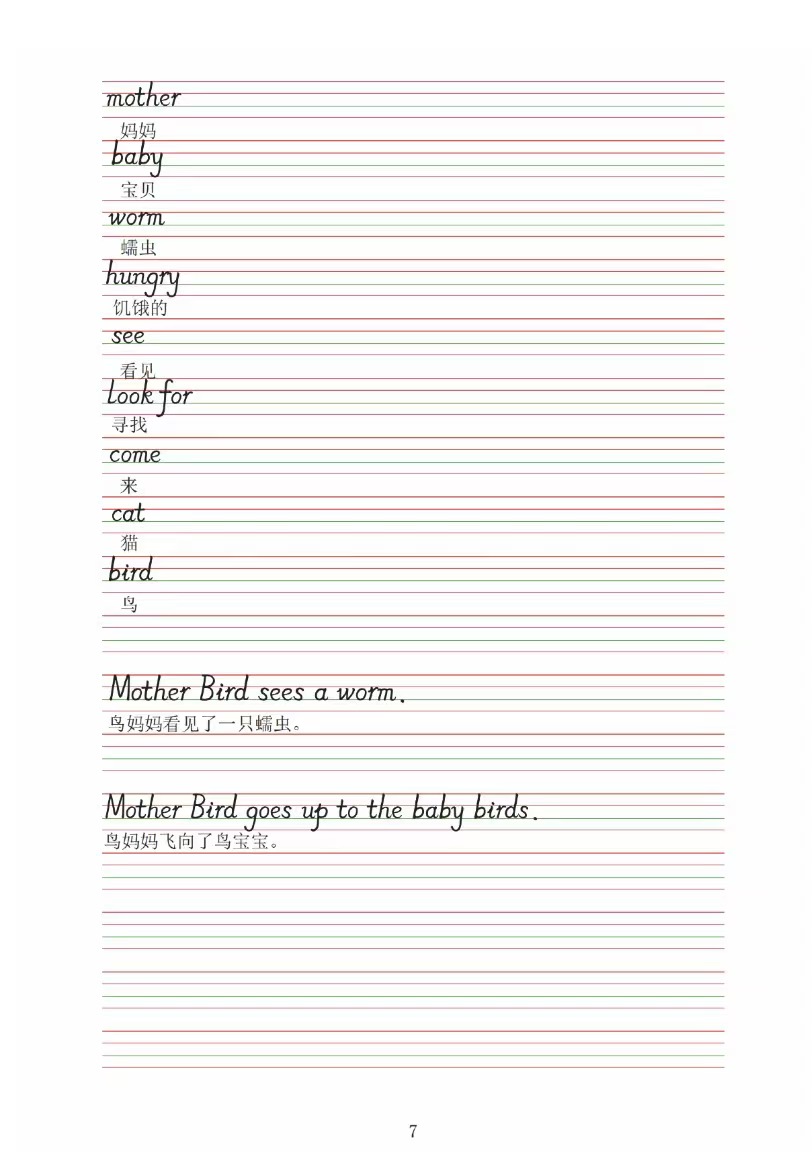 mother
妈妈
baby
宝贝
worm
蠕虫
hungry
饥饿的
see
看见
look for
寻找
come
来
cat
猫
bird
鸟
Mother Bird sees a worm.
鸟妈妈看见了一只蠕虫。
Mother Bird goes up to the baby birds.
鸟妈妈飞向了鸟宝宝。
7